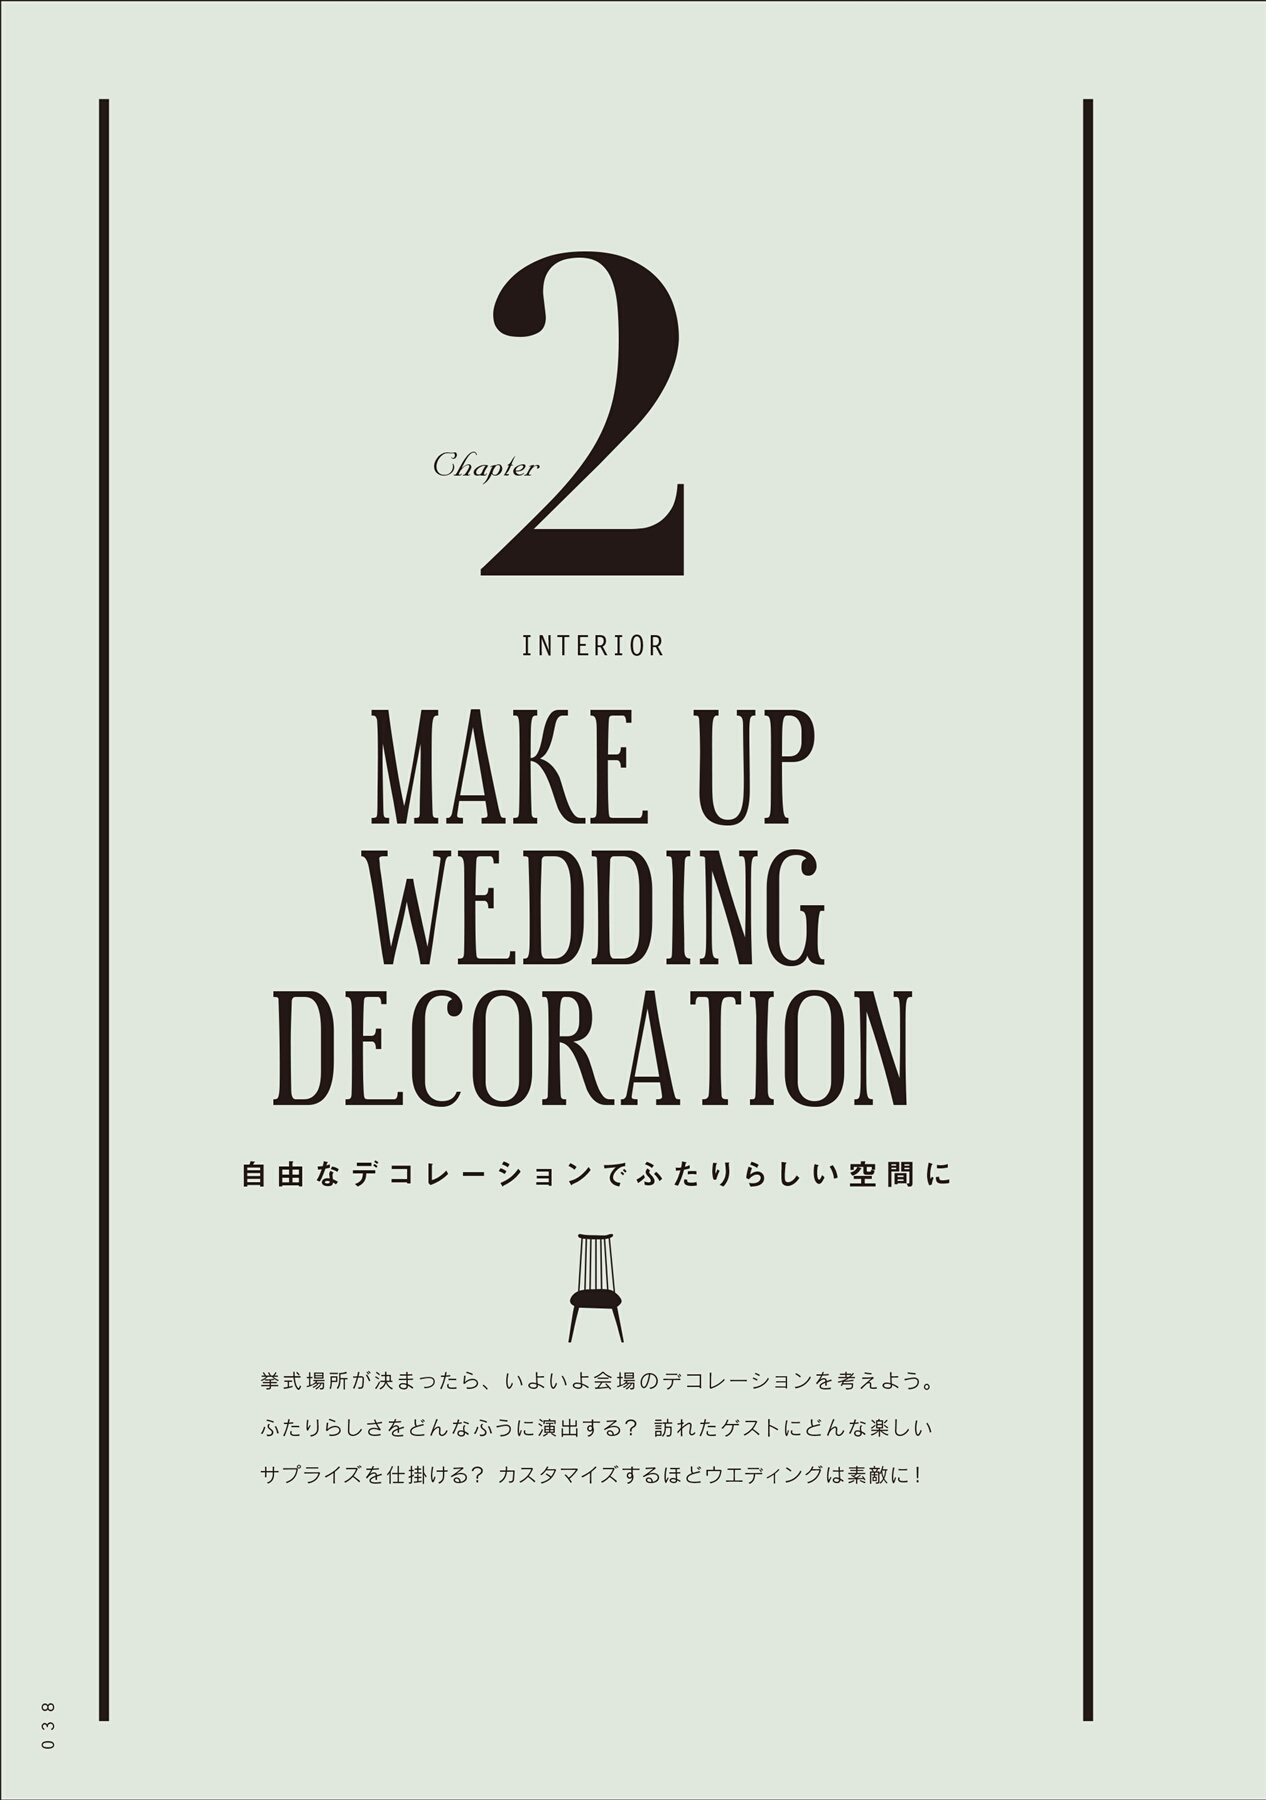 Chapter
2
INTERIOR
MAKE UP
WEDDING
DECORATION
自由なデコレーションでふたりらしい空間に
挙式場所が決まったら、いよいよ会場のデコレーションを考えよう。
ふたりらしさをどんなふうに演出する？ 訪れたゲストにどんな楽しい
サプライズを仕掛ける？ カスタマイズするほどウエディングは素敵に！
038